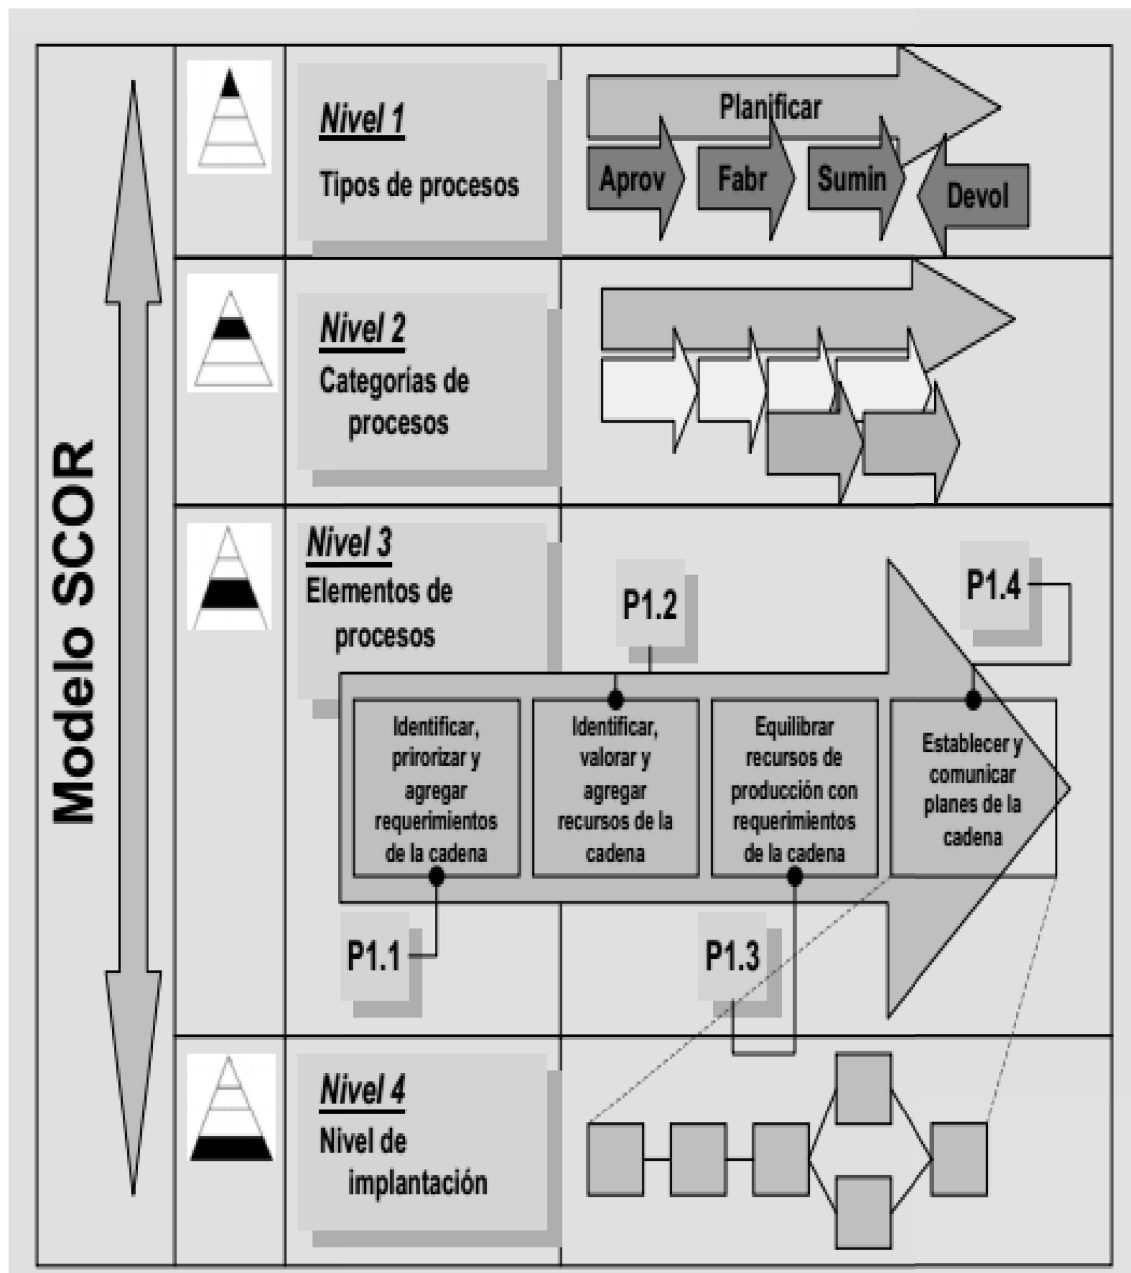 Modelo SCOR
Nivel 1
Tipos de procesos
Planificar
Aprov
Fabr
Sumin
Devol
Nivel 2
Categorías de
procesos
Nivel 3
Elementos de
procesos
P1.2
P1.4
Identificar,
prirorizar y
agregar
requerimientos
de la cadena
Identificar,
valorar y
agregar
recursos de la
cadena
Equilibrar
recursos de
producción con
requerimientos
de la cadena
Establecer y
comunicar
planes de la
cadena
P1.1
P1.3
Nivel 4
Nivel de
implantación